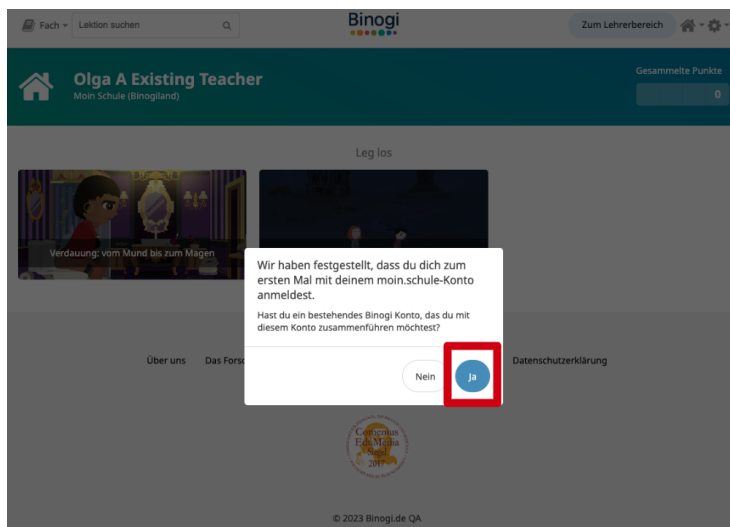 Fach
Lektion suchen
Binogi
Zum Lehrerbereich
Olga A Existing Teacher
Moin Schule (Binogiland)
Gesammelte Punkte
0
Leg los
Verdauung: vom Mund bis zum Magen
Wir haben festgestellt, dass du dich zum
ersten Mal mit deinem moin.schule-Konto
anmeldest.
Hast du ein bestehendes Binogi Konto, das du mit
diesem Konto zusammenführen möchtest?
Nein
Ja
Über uns Das Forsc Datenschutzerklärung
Comenius
EduMedia
Siegel
2017
© 2023 Binogi.de QA